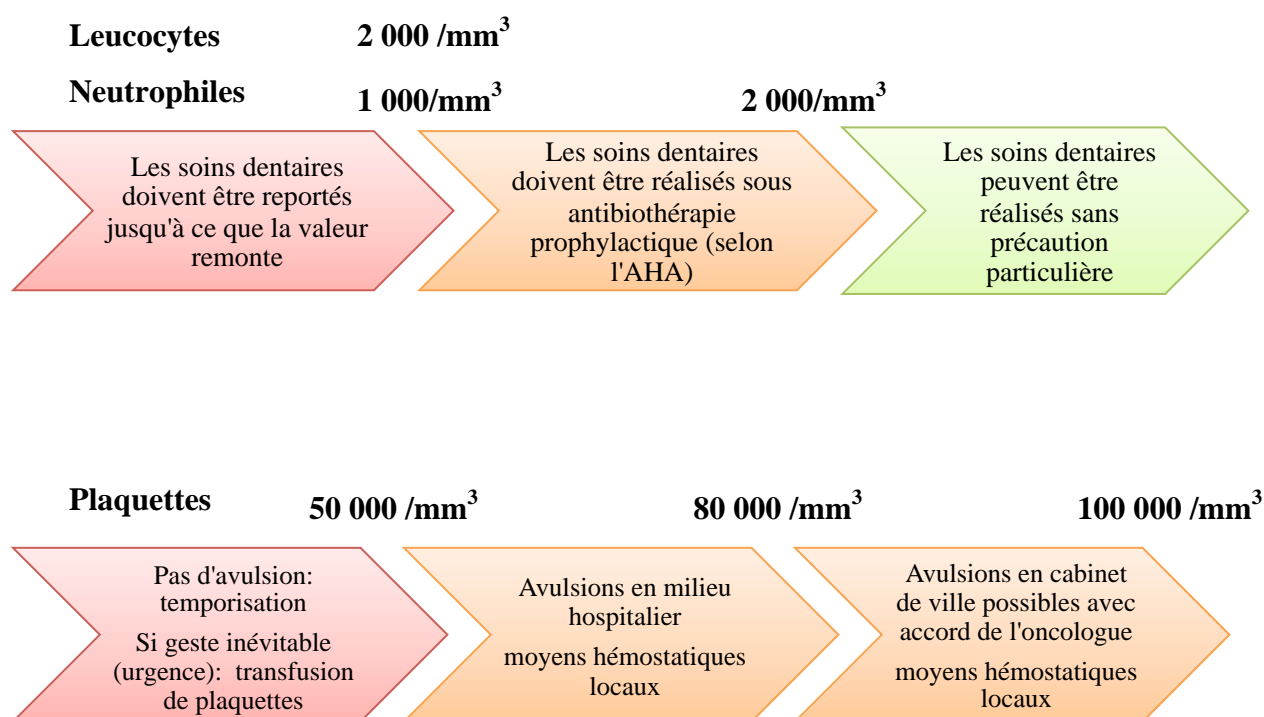 Leucocytes 2 000 /mm³
Neutrophiles 1 000/mm³ 2 000/mm³
Les soins dentaires
doivent être reportés
jusqu'à ce que la valeur
remonte
Les soins dentaires
doivent être réalisés sous
antibiothérapie
prophylactique (selon
l'AHA)
Les soins dentaires
peuvent être
réalisés sans
précaution
particulière
Plaquettes 50 000 /mm³ 80 000 /mm³ 100 000 /mm³
Pas d'avulsion:
temporisation
Si geste inévitable
(urgence): transfusion
de plaquettes
Avulsions en milieu
hospitalier
moyens hémostatiques
locaux
Avulsions en cabinet
de ville possibles avec
accord de l'oncologue
moyens hémostatiques
locaux